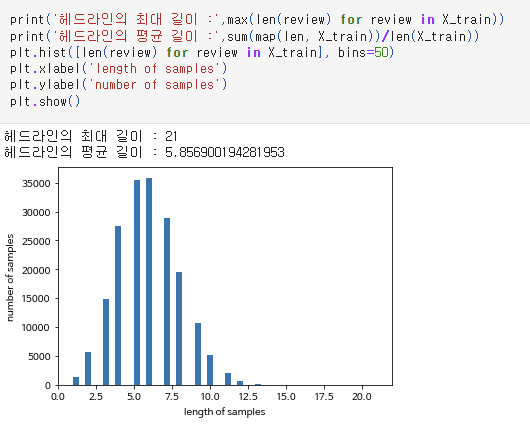 print('헤드라인의 최대 길이 :',max(len(review) for review in X_train))
print('헤드라인의 평균 길이 :',sum(map(len, X_train))/len(X_train))
plt.hist([len(review) for review in X_train], bins=50)
plt.xlabel('length of samples')
plt.ylabel('number of samples')
plt.show()
헤드라인의 최대 길이 : 21
헤드라인의 평균 길이 : 5.856900194281953
35000
30000
25000
20000
15000
10000
5000
0
number of samples
0.0 2.5 5.0 7.5 10.0 12.5 15.0 17.5 20.0
length of samples